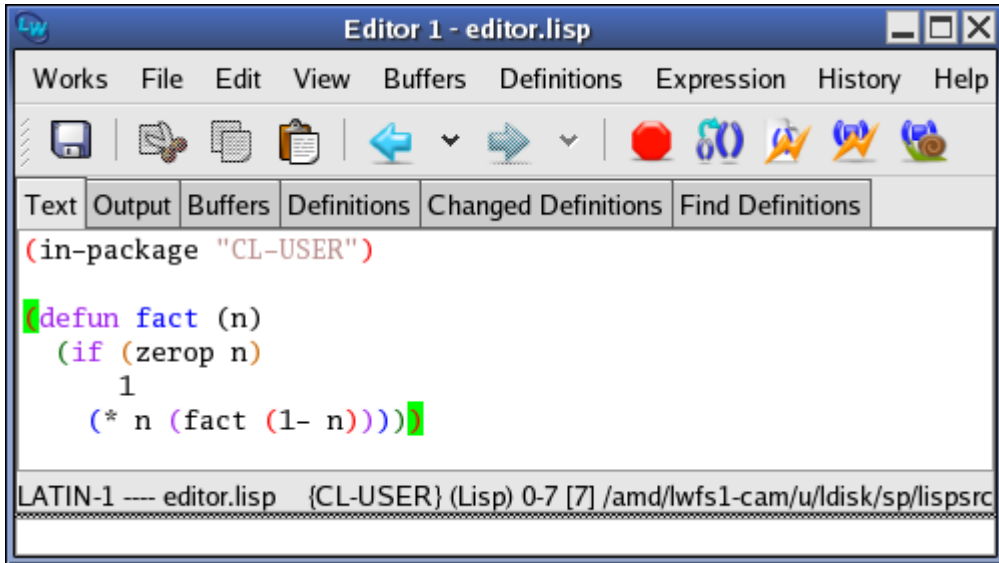 LW
Editor 1 - editor.lisp
Works File Edit View Buffers Definitions Expression History Help
Text Output Buffers Definitions Changed Definitions Find Definitions
(in-package "CL-USER")
(defun fact (n)
  (if (zerop n)
      1
    (* n (fact (1- n)))))
LATIN-1 ---- editor.lisp {CL-USER} (Lisp) 0-7 [7] /amd/lwfs1-cam/u/ldisk/sp/lispsrc